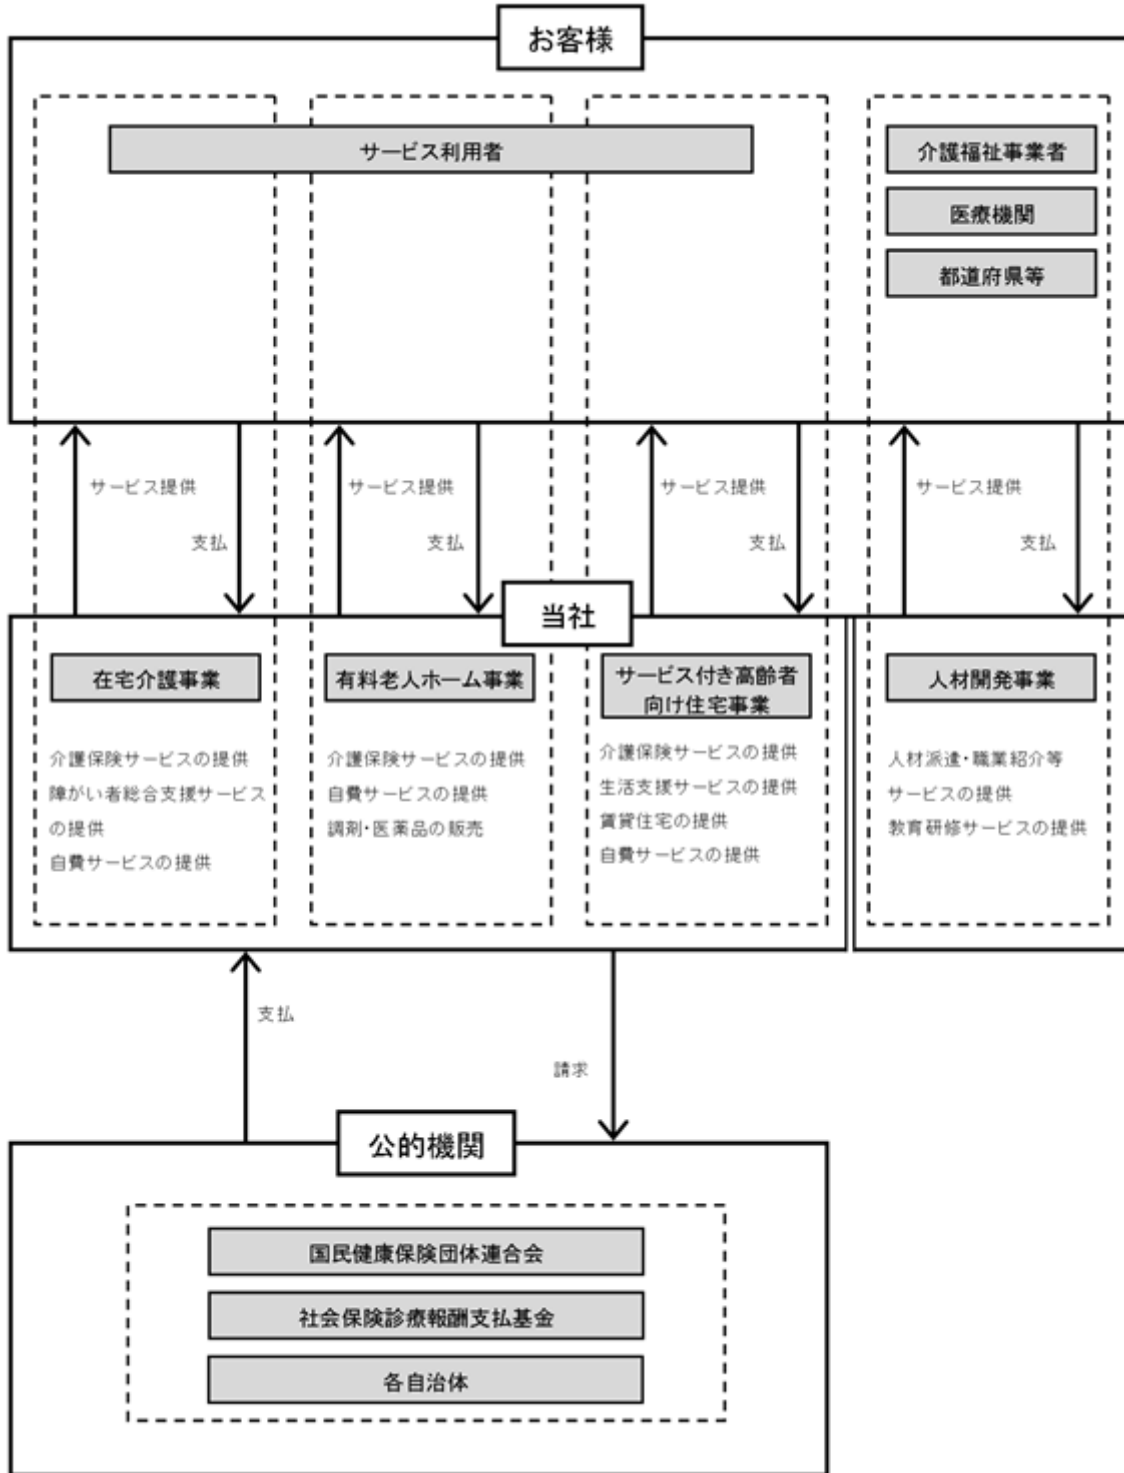 お客様
サービス利用者
介護福祉事業者
医療機関
都道府県等
サービス提供
支払
サービス提供
支払
サービス提供
支払
サービス提供
支払
当社
在宅介護事業
介護保険サービスの提供
障がい者総合支援サービス
の提供
自費サービスの提供
有料老人ホーム事業
介護保険サービスの提供
自費サービスの提供
調剤・医薬品の販売
サービス付き高齢者
向け住宅事業
介護保険サービスの提供
生活支援サービスの提供
賃貸住宅の提供
自費サービスの提供
人材開発事業
人材派遣・職業紹介等
サービスの提供
教育研修サービスの提供
支払
請求
公的機関
国民健康保険団体連合会
社会保険診療報酬支払基金
各自治体